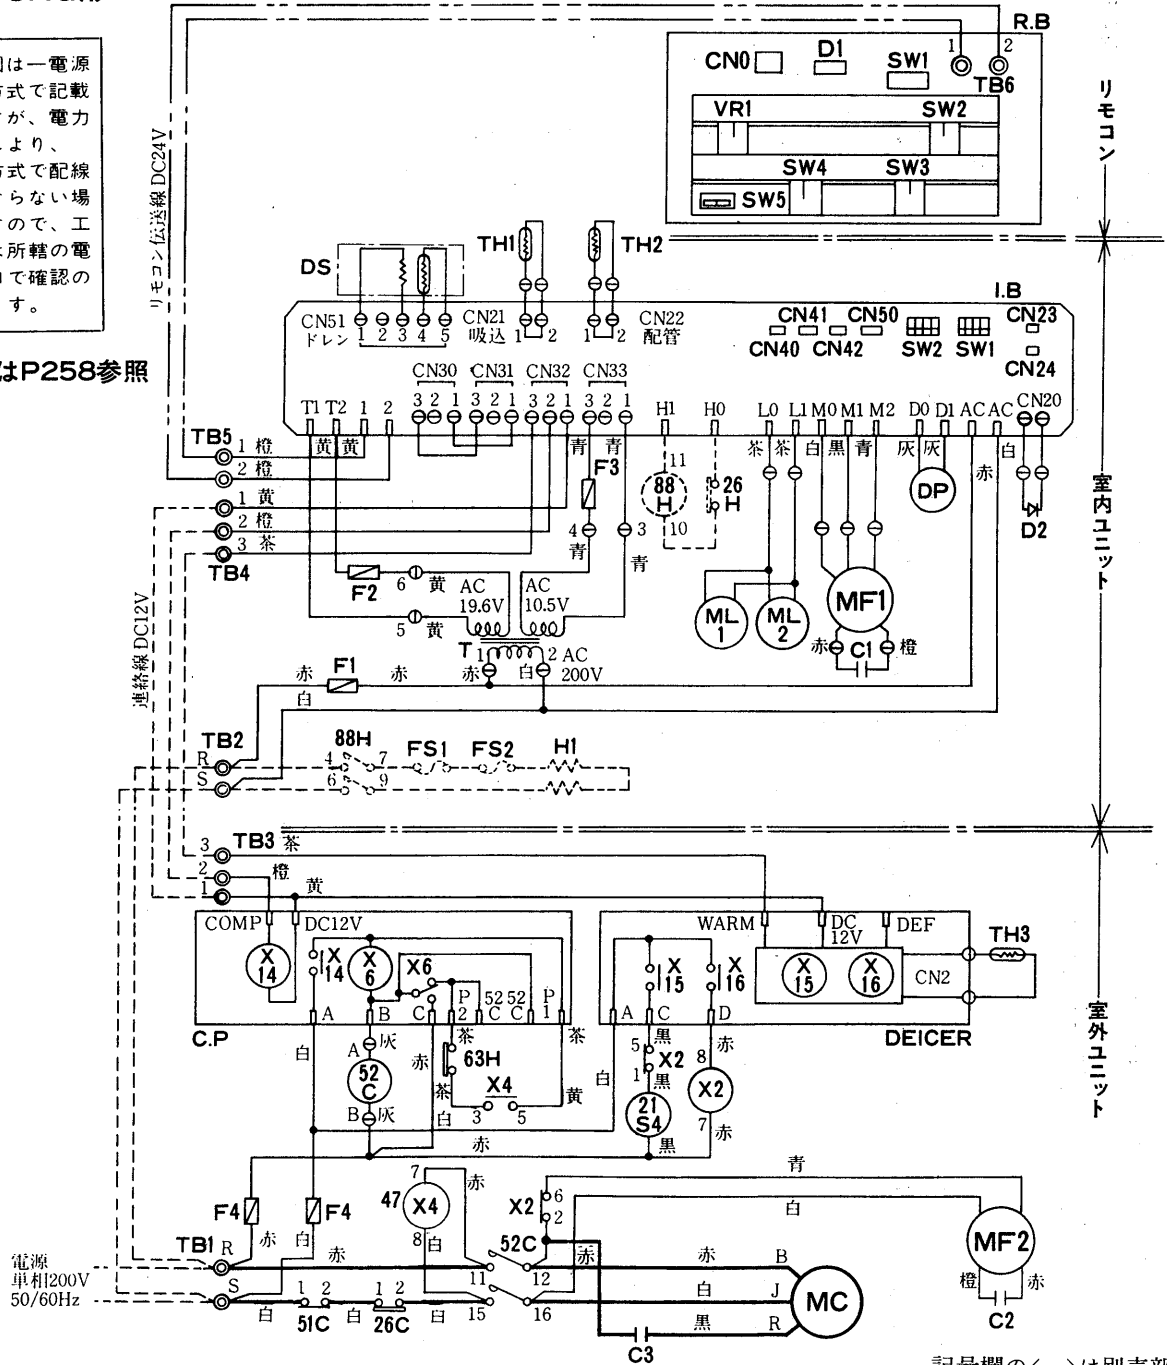 は一電源
方式で記載
が、電力
より、
方式で配線
らない場
ので、工
所轄の電
で確認の
す。
はP258参照
リモコン伝送線DC24V
R.B
CN0 D1 SW1 1 2
TB6
VR1 SW2
SW4 SW3
SW5
リモコン
DS TH1 TH2
I.B
CN51 ドレン 1 2 3 4 5
CN21 吸込 1 2
1 2 CN22 配管
CN41 CN50 CN23
CN40 CN42 SW2 SW1 CN24
CN30 CN31 CN32 CN33
3 2 1 3 2 1 3 2 1 3 2 1
T1 T2 1 2 H1 H0 L0 L1 M0 M1 M2 D0 D1 AC AC CN20
TB5 1 橙 黄 黄
2 橙
青 青 F3
茶 茶 白 黒 青 灰 灰 赤 白
11 88H 10 26H
DP D2
1 黄
2 橙
3 茶
TB4
4 3
青 青
F2 6 黄
5 黄
AC 19.6V
AC 10.5V
T 1 2 AC 200V
赤 白
ML1 ML2 MF1
赤 C1 橙
室内ユニット
連絡線DC12V
赤 F1 赤
白
TB2
R 88H FS1 FS2 H1
4 7
S 6 9
TB3
3 茶
2 橙
1 黄
COMP DC12V
X14 X14 X6 X6
A B C P2 52C 52C P1
C.P
WARM DC12V DEF TH3
X15 X16 X15 X16 CN2
A C D
DEICER
室外ユニット
白 A 灰 赤 茶 63H 茶
52C
B 灰 茶 白 3 X4 5 黄
白 黒 5 X2 1 黒 8 赤
21S4 X2
黒 7 赤
赤
F4 F4
赤 白
47 X4 7 赤
8 白
X2 6 2
青
白
MF2
橙 赤
C2
電源
単相200V
50/60Hz
TB1 R 赤 11 52C 12 赤 赤 B
S 白 1 2 51C 白 1 2 26C 白 15 16 白 J
MC
C3 黒 R